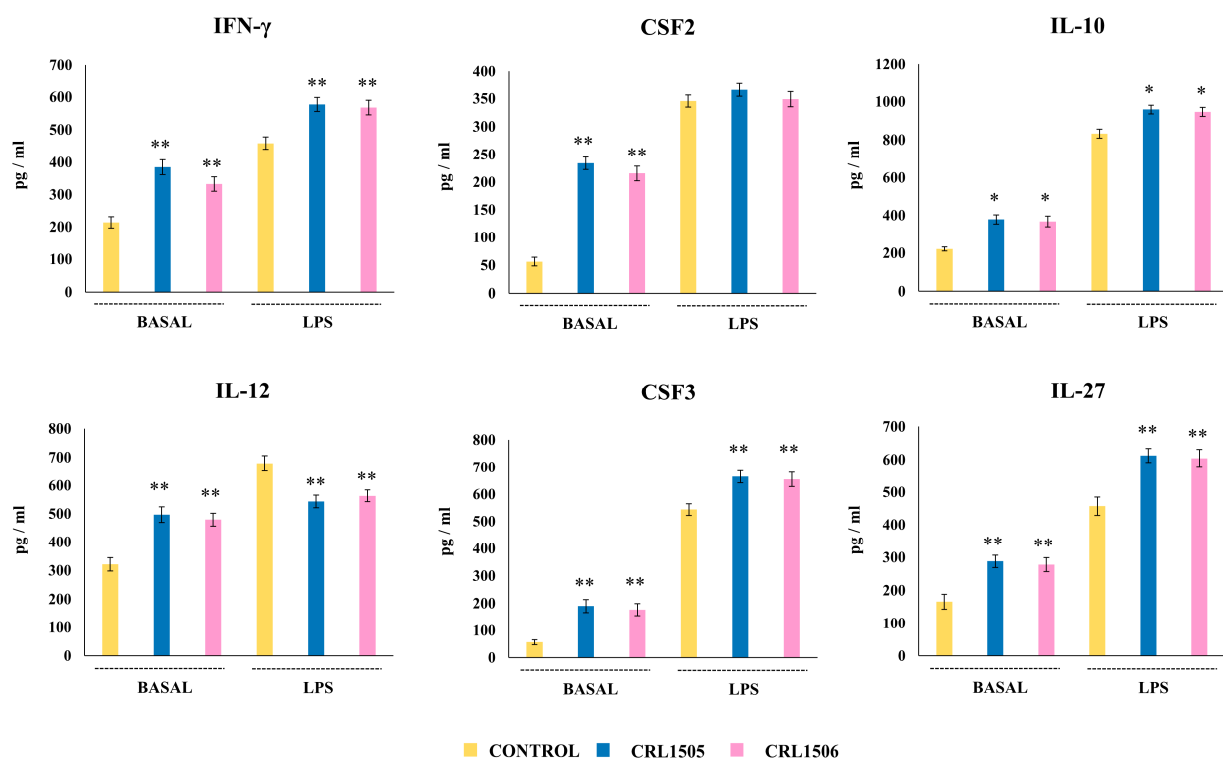 IFN-γ
700
600
500
400
300
200
100
0
pg / ml
**
**
**
**
BASAL
LPS
CSF2
400
350
300
250
200
150
100
50
0
pg / ml
**
**
BASAL
LPS
IL-10
1200
1000
800
600
400
200
0
pg / ml
*
*
*
*
BASAL
LPS
IL-12
800
700
600
500
400
300
200
100
0
pg / ml
**
**
**
**
BASAL
LPS
CSF3
800
700
600
500
400
300
200
100
0
pg / ml
**
**
**
**
BASAL
LPS
IL-27
700
600
500
400
300
200
100
0
pg / ml
**
**
**
**
BASAL
LPS
CONTROL CRL1505 CRL1506